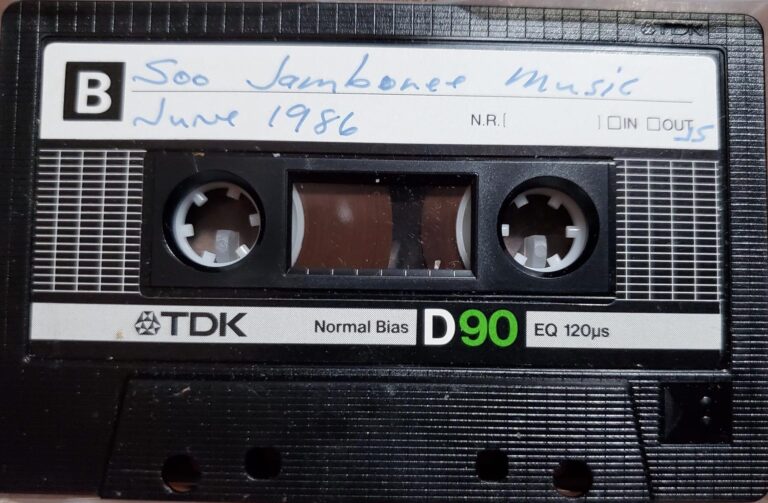 TDK
B Soo Jamboree Music
June 1986 N.R.[ ] □IN □OUT
TDK Normal Bias D90 EQ 120µs